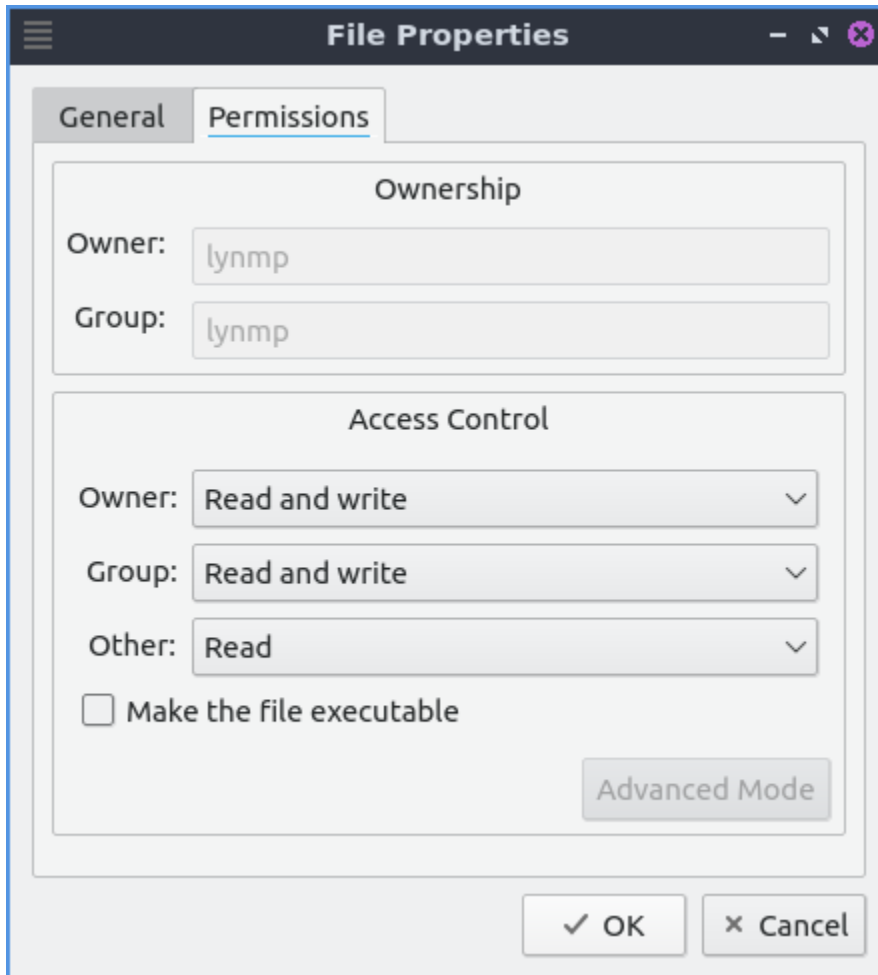 File Properties
General
Permissions
Ownership
Owner: lynmp
Group: lynmp
Access Control
Owner: Read and write
Group: Read and write
Other: Read
Make the file executable
Advanced Mode
OK
Cancel